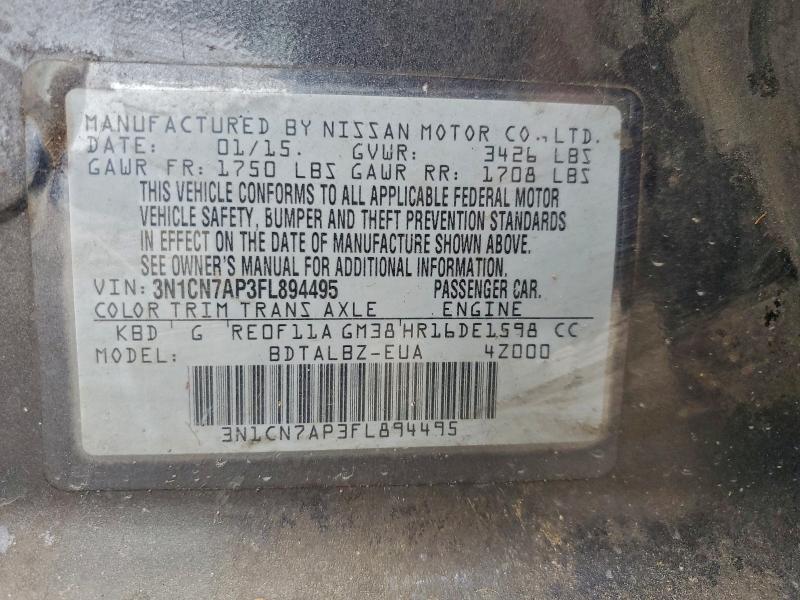 MANUFACTURED BY NISSAN MOTOR CO., LTD.
DATE: 01/15. GVWR: 3426 LBS
GAWR FR: 1750 LBS GAWR RR: 1708 LBS
THIS VEHICLE CONFORMS TO ALL APPLICABLE FEDERAL MOTOR
VEHICLE SAFETY, BUMPER AND THEFT PREVENTION STANDARDS
IN EFFECT ON THE DATE OF MANUFACTURE SHOWN ABOVE.
SEE OWNER'S MANUAL FOR ADDITIONAL INFORMATION.
VIN: 3N1CN7AP3FL894495 PASSENGER CAR.
COLOR TRIM TRANS AXLE ENGINE
KBD G RE0F11A GM38 HR16DE1598 CC
MODEL: BDTALBZ-EUA 4Z000
3N1CN7AP3FL894495